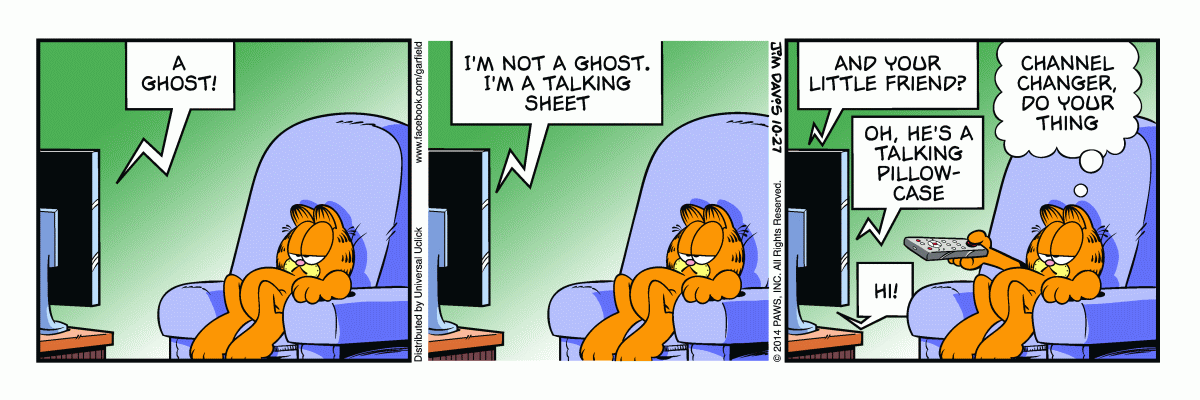 A
GHOST!
www.facebook.com/garfield
Distributed by Universal Uclick
I'M NOT A GHOST.
I'M A TALKING
SHEET
JIM DAVIS 10-27
© 2014 PAWS, INC. All Rights Reserved.
AND YOUR
LITTLE FRIEND?
OH, HE'S A
TALKING
PILLOW-
CASE
HI!
CHANNEL
CHANGER,
DO YOUR
THING